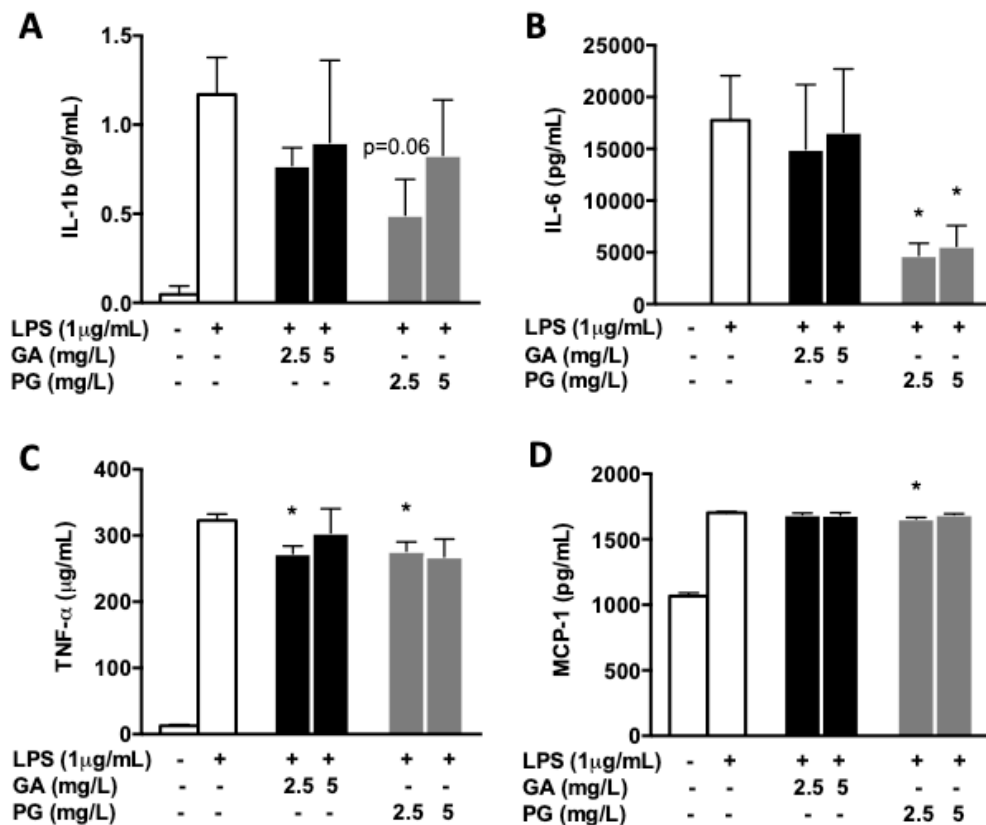 A
IL-1b (pg/mL)
1.5
1.0
0.5
0.0
p=0.06
LPS (1μg/mL) - + + + + +
GA (mg/L) - - 2.5 5 - -
PG (mg/L) - - - - 2.5 5
B
IL-6 (pg/mL)
25000
20000
15000
10000
5000
0
* *
LPS (1μg/mL) - + + + + +
GA (mg/L) - - 2.5 5 - -
PG (mg/L) - - - - 2.5 5
C
TNF-α (μg/mL)
400
300
200
100
0
* *
LPS (1μg/mL) - + + + + +
GA (mg/L) - - 2.5 5 - -
PG (mg/L) - - - - 2.5 5
D
MCP-1 (pg/mL)
2000
1500
1000
500
0
*
LPS (1μg/mL) - + + + + +
GA (mg/L) - - 2.5 5 - -
PG (mg/L) - - - - 2.5 5